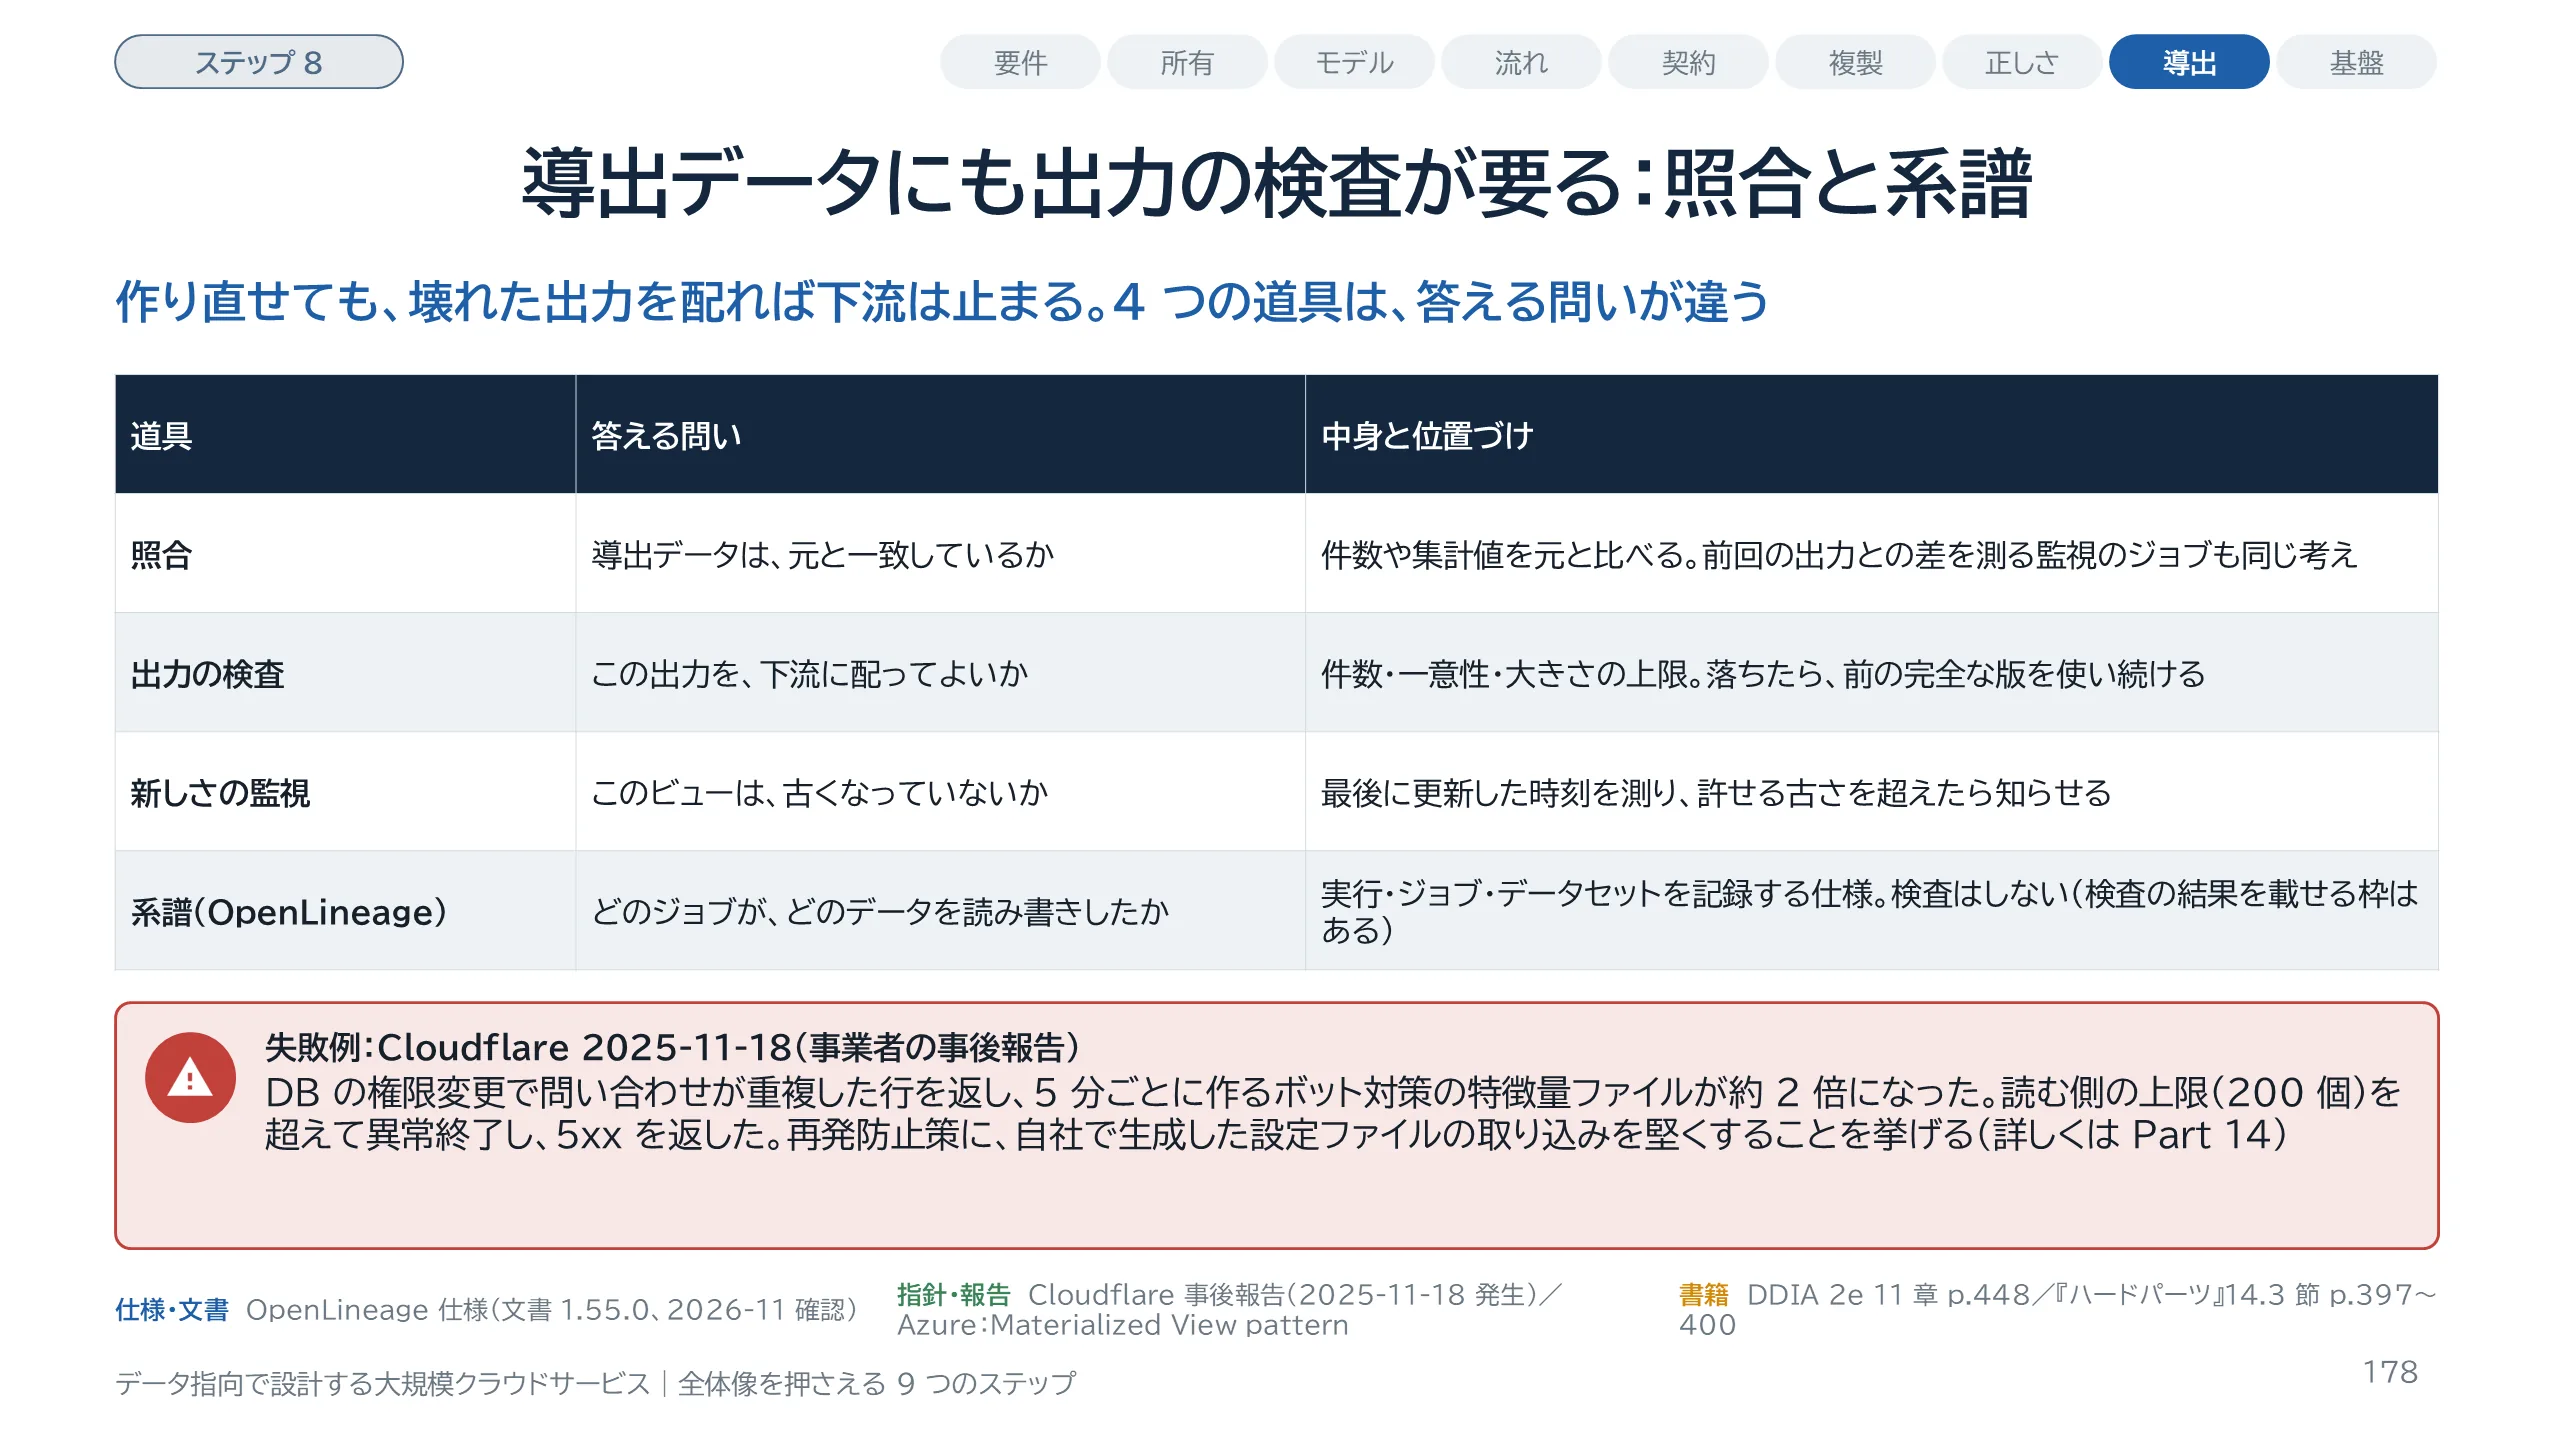 ステップ 8
要件
所有
モデル
流れ
契約
複製
正しさ
導出
基盤
導出データにも出力の検査が要る：照合と系譜
作り直せても、壊れた出力を配れば下流は止まる。4 つの道具は、答える問いが違う
道具
答える問い
中身と位置づけ
照合
導出データは、元と一致しているか
件数や集計値を元と比べる。前回の出力との差を測る監視のジョブも同じ考え
出力の検査
この出力を、下流に配ってよいか
件数・一意性・大きさの上限。落ちたら、前の完全な版を使い続ける
新しさの監視
このビューは、古くなっていないか
最後に更新した時刻を測り、許せる古さを超えたら知らせる
系譜（OpenLineage）
どのジョブが、どのデータを読み書きしたか
実行・ジョブ・データセットを記録する仕様。検査はしない（検査の結果を載せる枠は
ある）
失敗例：Cloudflare 2025-11-18（事業者の事後報告）
DB の権限変更で問い合わせが重複した行を返し、5 分ごとに作るボット対策の特徴量ファイルが約 2 倍になった。読む側の上限（200 個）を
超えて異常終了し、5xx を返した。再発防止策に、自社で生成した設定ファイルの取り込みを堅くすることを挙げる（詳しくは Part 14）
仕様・文書 OpenLineage 仕様（文書 1.55.0、2026-11 確認）
指針・報告 Cloudflare 事後報告（2025-11-18 発生）／
Azure：Materialized View pattern
書籍 DDIA 2e 11 章 p.448／『ハードパーツ』14.3 節 p.397〜
400
データ指向で設計する大規模クラウドサービス｜全体像を押さえる 9 つのステップ
178